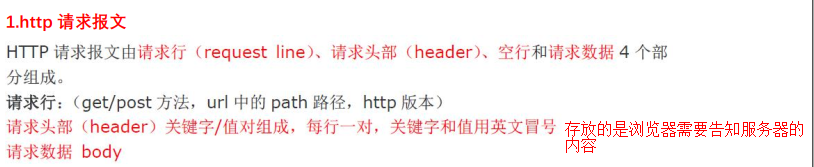 1.http 请求报文
HTTP 请求报文由请求行（request line）、请求头部（header）、空行和请求数据 4 个部
分组成。
请求行：（get/post 方法，url 中的 path 路径，http 版本）
请求头部（header）关键字/值对组成，每行一对，关键字和值用英文冒号
存放的是浏览器需要告知服务器的
内容
请求数据 body